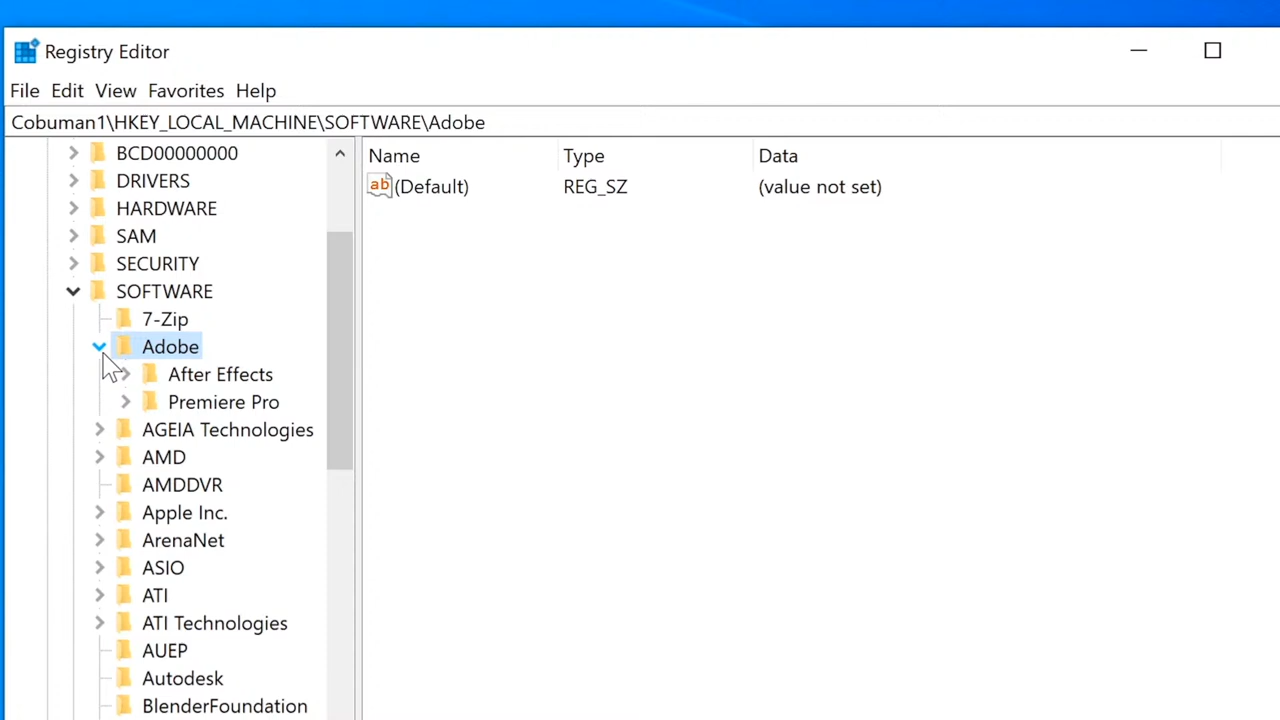 Registry Editor
File Edit View Favorites Help
Cobuman1\HKEY_LOCAL_MACHINE\SOFTWARE\Adobe
BCD00000000
DRIVERS
HARDWARE
SAM
SECURITY
SOFTWARE
7-Zip
Adobe
After Effects
Premiere Pro
AGEIA Technologies
AMD
AMDDVR
Apple Inc.
ArenaNet
ASIO
ATI
ATI Technologies
AUEP
Autodesk
BlenderFoundation
Name Type Data
ab (Default) REG_SZ (value not set)